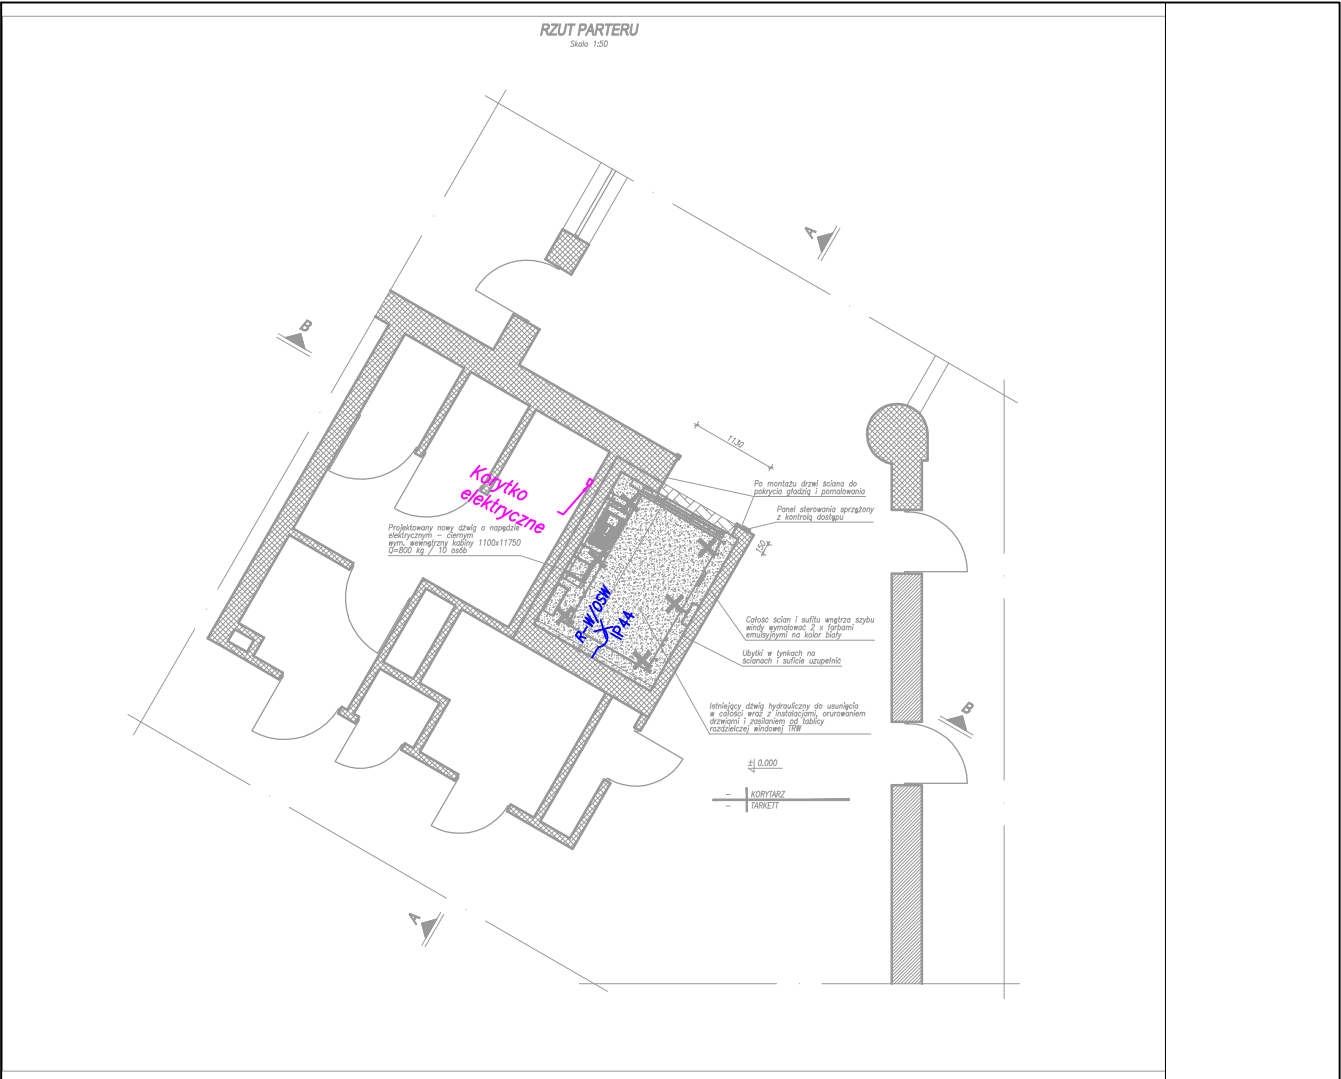 RZUT PARTERU
Skala 1:50
A
B
1130
Korytko
elektryczne
Po montażu drzwi ściana do
pokrycia gładzią i pomalowania
Panel sterowania sprzężony
z kontrolą dostępu
Projektowany nowy dźwig o napędzie
elektrycznym – ciernym
wym. wewnętrzny kabiny 1100x11750
Q=800 kg / 10 osób
150
R-W/OSW
IP44
Całość ścian i sufitu wnętrza szybu
windy wymalować 2 x farbami
emulsyjnymi na kolor biały
Ubytki w tynkach na
ścianach i suficie uzupełnić
Istniejący dźwig hydrauliczny do usunięcia
w całości wraz z instalacjami, orurowaniem
drzwiami i zasilaniem od tablicy
rozdzielczej windowej TRW
B
± 0.000
– KORYTARZ
– TARKETT
A